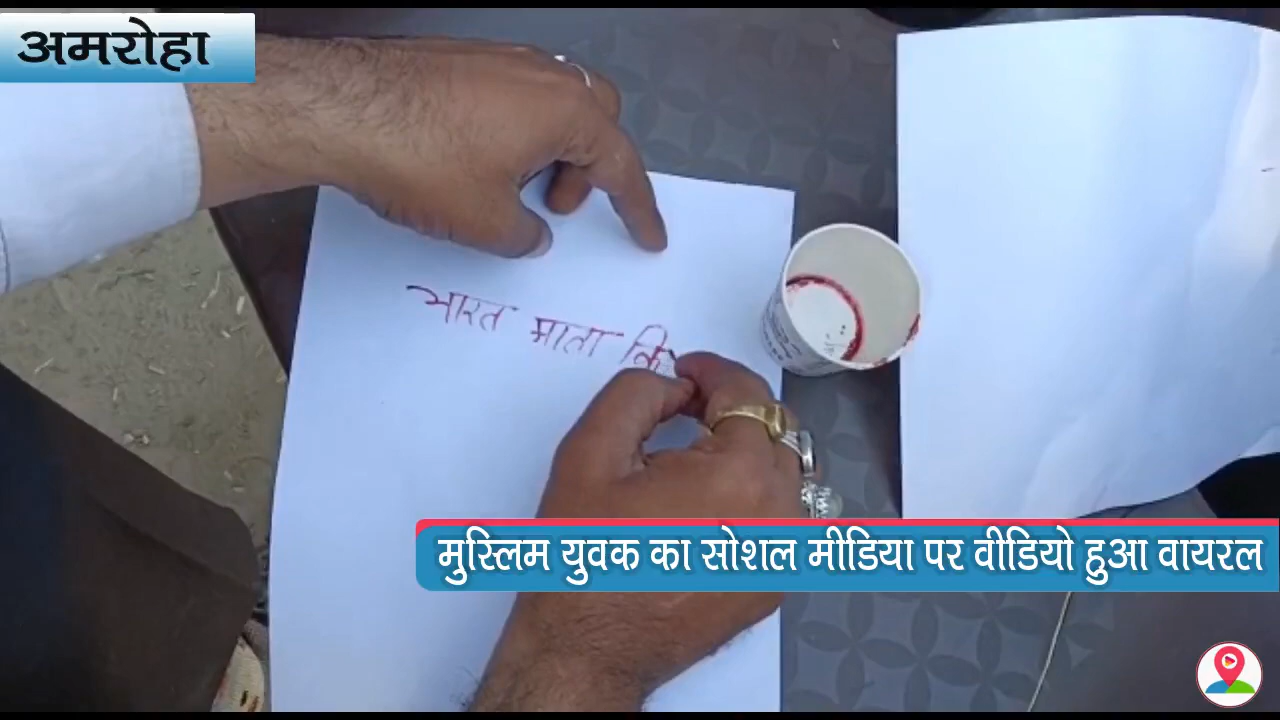 अमरोहा
भारत माता कि
मुस्लिम युवक का सोशल मीडिया पर वीडियो हुआ वायरल